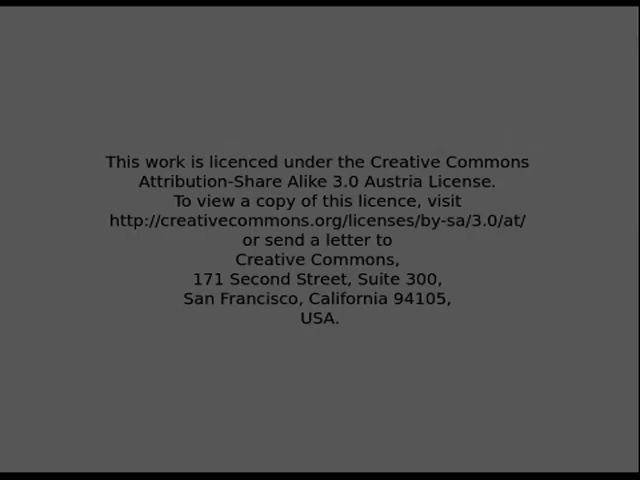 This work is licenced under the Creative Commons
Attribution-Share Alike 3.0 Austria License.
To view a copy of this licence, visit
http://creativecommons.org/licenses/by-sa/3.0/at/
or send a letter to
Creative Commons,
171 Second Street, Suite 300,
San Francisco, California 94105,
USA.